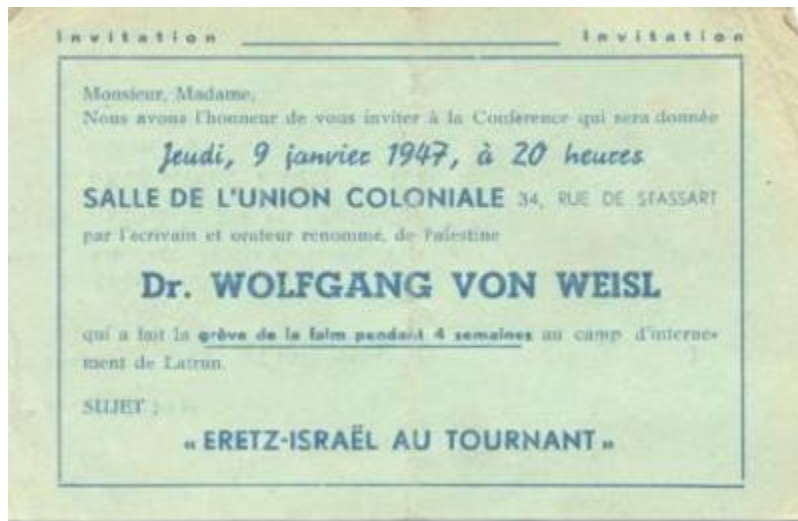 Invitation Invitation
Monsieur, Madame,
Nous avons l'honneur de vous inviter à la Conférence qui sera donnée
Jeudi, 9 janvier 1947, à 20 heures
SALLE DE L'UNION COLONIALE 34, RUE DE STASSART
par l'écrivain et orateur renommé, de Palestine
Dr. WOLFGANG VON WEISL
qui a fait la grève de la faim pendant 4 semaines au camp d'interne-
ment de Latrun.
SUJET :
« ERETZ-ISRAËL AU TOURNANT »